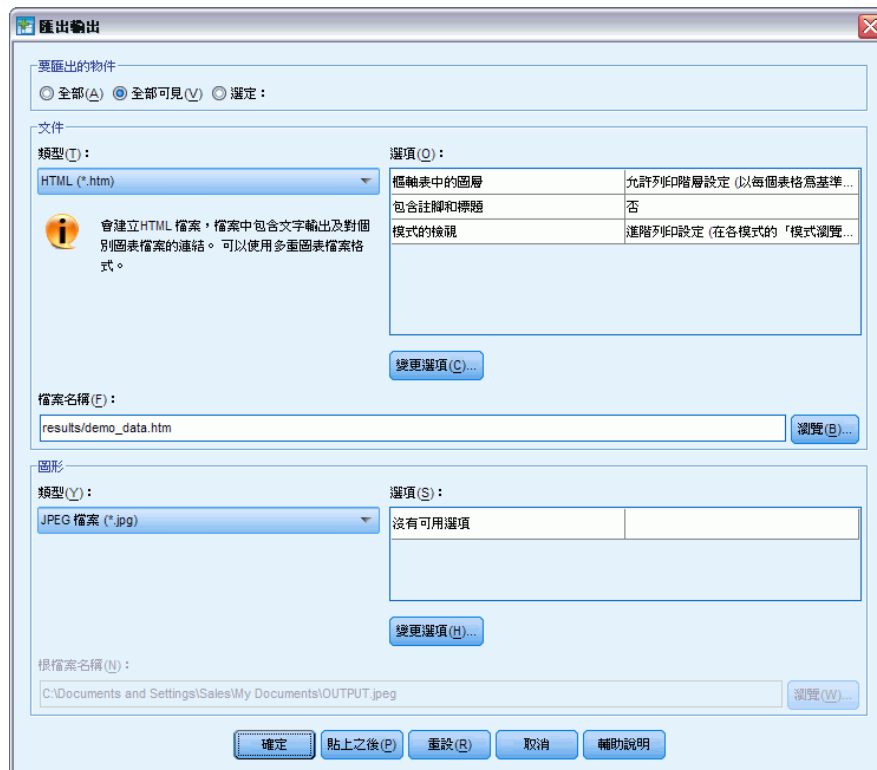 匯出輸出
要匯出的物件
全部(A) 全部可見(V) 選定：
文件
類型(T)：
選項(O)：
HTML (*.htm)
樞軸表中的圖層 允許列印階層設定 (以每個表格為基準...
包含註腳和標題 否
模式的檢視 進階列印設定 (在各模式的「模式瀏覽...
會建立HTML 檔案，檔案中包含文字輸出及對個
別圖表檔案的連結。 可以使用多重圖表檔案格
式。
變更選項(C)...
檔案名稱(F)：
results/demo_data.htm
瀏覽(B)...
圖形
類型(Y)：
選項(S)：
JPEG 檔案 (*.jpg)
沒有可用選項
變更選項(H)...
根檔案名稱(N)：
C:\Documents and Settings\Sales\My Documents\OUTPUT.jpeg
瀏覽(W)...
確定 貼上之後(P) 重設(R) 取消 輔助說明